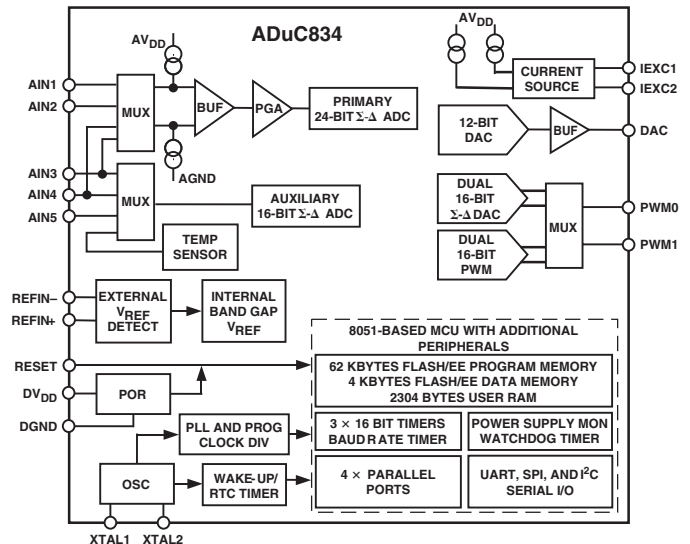 ADuC834
AVDD
AIN1
AIN2
MUX
BUF
PGA
PRIMARY
24-BIT Σ-Δ ADC
AGND
AIN3
AIN4
AIN5
MUX
AUXILIARY
16-BIT Σ-Δ ADC
TEMP
SENSOR
AVDD
CURRENT
SOURCE
IEXC1
IEXC2
12-BIT
DAC
BUF
DAC
DUAL
16-BIT
Σ-Δ DAC
DUAL
16-BIT
PWM
MUX
PWM0
PWM1
REFIN–
REFIN+
EXTERNAL
VREF
DETECT
INTERNAL
BAND GAP
VREF
RESET
DVDD
DGND
POR
PLL AND PROG
CLOCK DIV
OSC
WAKE-UP/
RTC TIMER
XTAL1
XTAL2
8051-BASED MCU WITH ADDITIONAL
PERIPHERALS
62 KBYTES FLASH/EE PROGRAM MEMORY
4 KBYTES FLASH/EE DATA MEMORY
2304 BYTES USER RAM
3 × 16 BIT TIMERS
BAUD RATE TIMER
POWER SUPPLY MON
WATCHDOG TIMER
4 × PARALLEL
PORTS
UART, SPI, AND I2C
SERIAL I/O